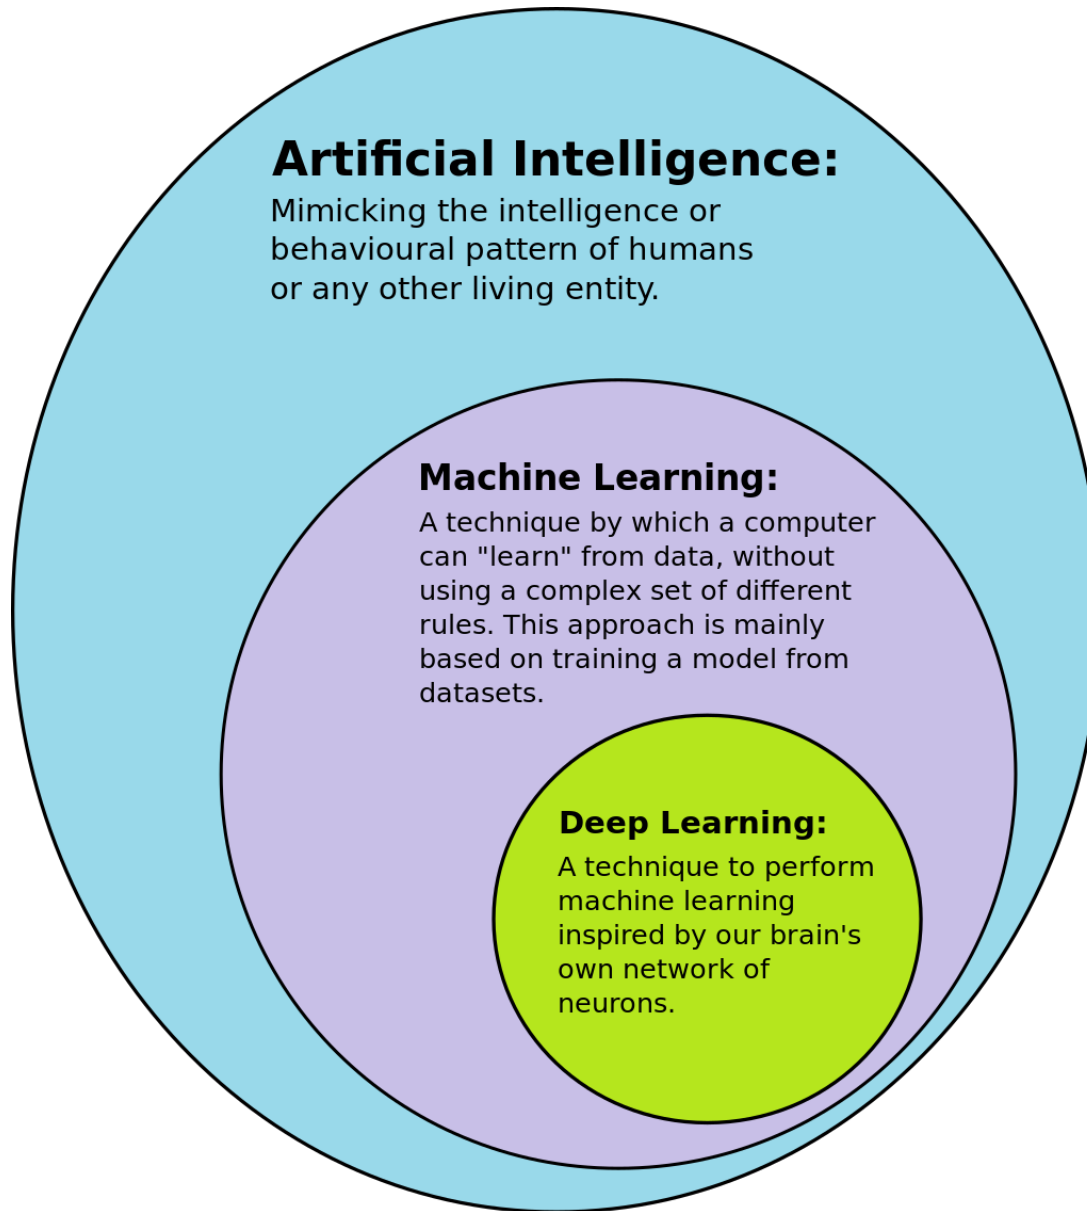 Artificial Intelligence:
Mimicking the intelligence or
behavioural pattern of humans
or any other living entity.
Machine Learning:
A technique by which a computer
can "learn" from data, without
using a complex set of different
rules. This approach is mainly
based on training a model from
datasets.
Deep Learning:
A technique to perform
machine learning
inspired by our brain's
own network of
neurons.